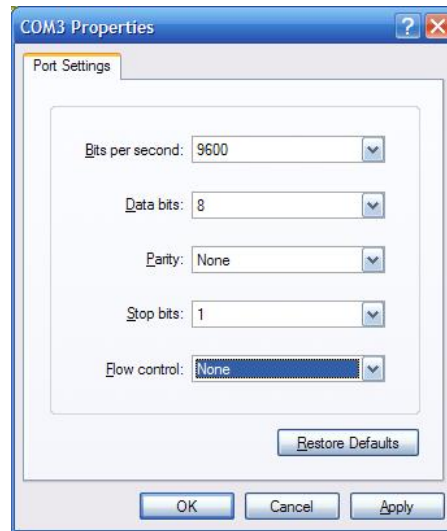 COM3 Properties
Port Settings
Bits per second: 9600
Data bits: 8
Parity: None
Stop bits: 1
Flow control: None
Restore Defaults
OK Cancel Apply